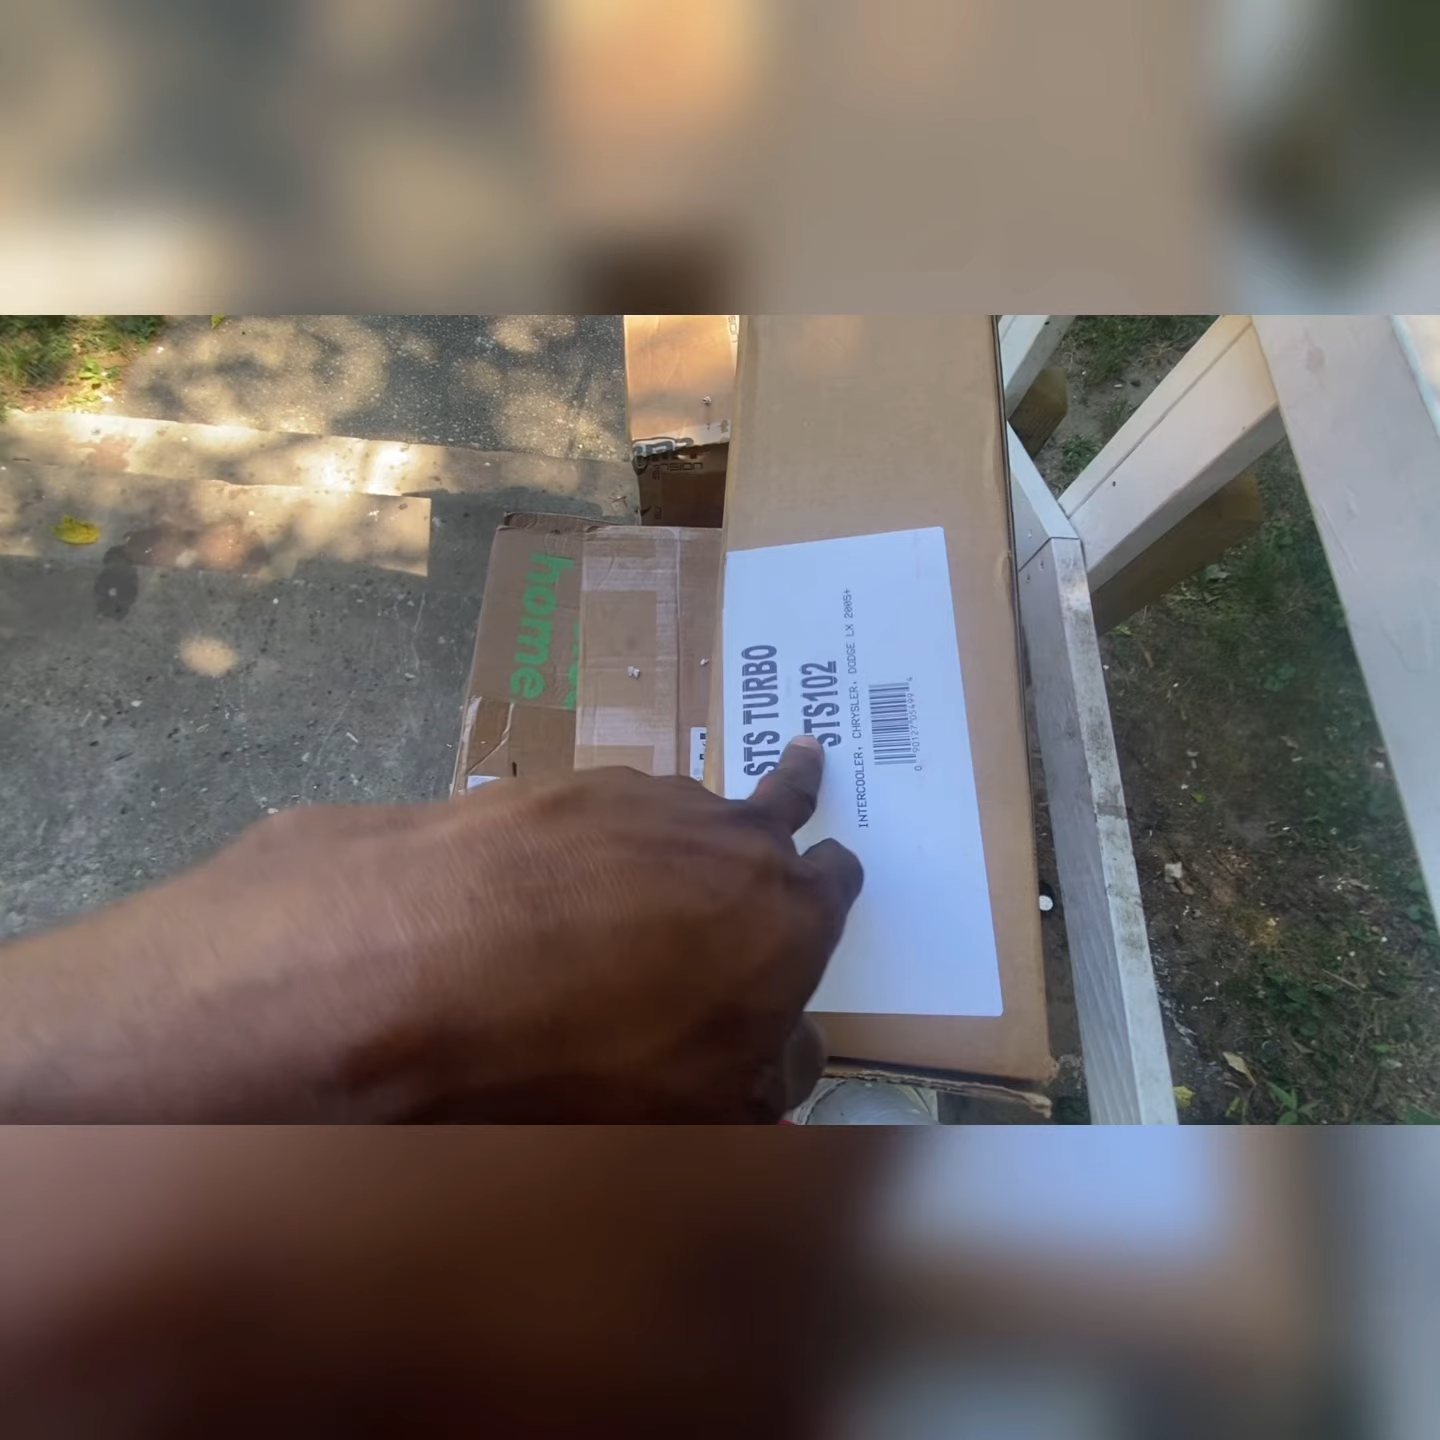 STS TURBO
STS102
INTERCOOLER, CHRYSLER, DODGE LX 2005+
home